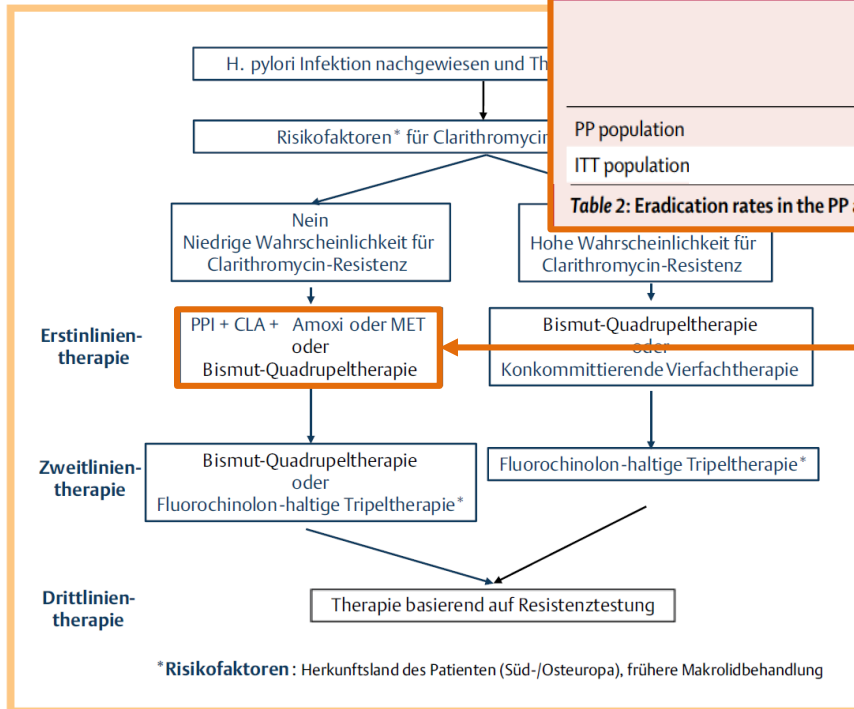 H. pylori Infektion nachgewiesen und
PP population
Risikofaktoren* für
ITT population
Table 2: Eradication rates in the PP
Nein
Niedrige Wahrscheinlichkeit für
Clarithromycin-Resistenz
Hohe Wahrscheinlichkeit für
Clarithromycin-Resistenz
Erstlinien-
therapie
PPI + CLA + Amoxi oder MET
oder
Bismut-Quadrupeltherapie
Bismut-Quadrupeltherapie
oder
Konkommittierende Vierfachtherapie
Zweitlinien-
therapie
Bismut-Quadrupeltherapie
oder
Fluorochinolon-haltige Tripeltherapie*
Fluorochinolon-haltige Tripeltherapie*
Drittlinien-
therapie
Therapie basierend auf Resistenztestung
*Risikofaktoren: Herkunftsland des Patienten (Süd-/Osteuropa), frühere Makrolidbehandlung